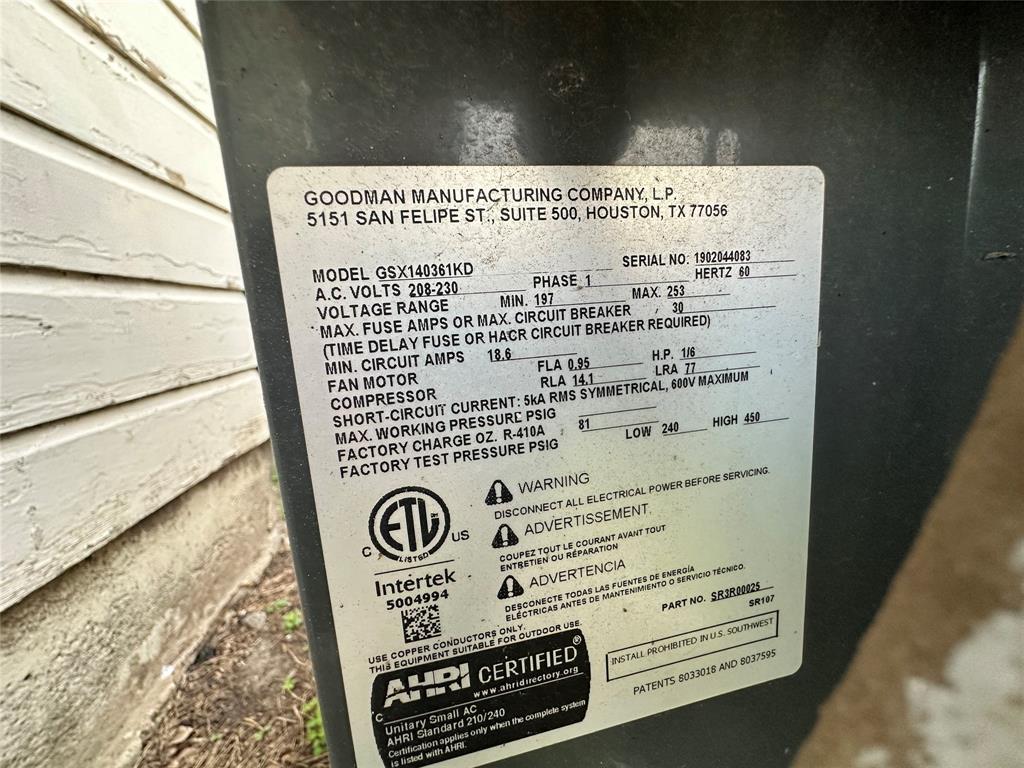 GOODMAN MANUFACTURING COMPANY, L.P.
5151 SAN FELIPE ST., SUITE 500, HOUSTON, TX 77056
MODEL GSX140361KD SERIAL NO. 1902044083
A.C. VOLTS 208-230 PHASE 1 HERTZ 60
VOLTAGE RANGE MIN. 197 MAX. 253
MAX. FUSE AMPS OR MAX. CIRCUIT BREAKER 30
(TIME DELAY FUSE OR HACR CIRCUIT BREAKER REQUIRED)
MIN. CIRCUIT AMPS 18.6
FAN MOTOR FLA 0.95 H.P. 1/6
COMPRESSOR RLA 14.1 LRA 77
SHORT-CIRCUIT CURRENT: 5kA RMS SYMMETRICAL, 600V MAXIMUM
MAX. WORKING PRESSURE PSIG
FACTORY CHARGE OZ. R-410A 81
FACTORY TEST PRESSURE PSIG LOW 240 HIGH 450
ETL
LISTED
C US
Intertek
5004994
WARNING
DISCONNECT ALL ELECTRICAL POWER BEFORE SERVICING.
ADVERTISSEMENT
COUPEZ TOUT LE COURANT AVANT TOUT
ENTRETIEN OU RÉPARATION
ADVERTENCIA
DESCONECTE TODAS LAS FUENTES DE ENERGÍA
ELÉCTRICAS ANTES DE MANTENIMIENTO O SERVICIO TÉCNICO.
PART NO. SR3R00025
SR107
USE COPPER CONDUCTORS ONLY.
THIS EQUIPMENT SUITABLE FOR OUTDOOR USE.
AHRI CERTIFIED®
www.ahridirectory.org
C
Unitary Small AC
AHRI Standard 210/240
Certification applies only when the complete system
is listed with AHRI.
INSTALL PROHIBITED IN U.S. SOUTHWEST
PATENTS 8033018 AND 8037595